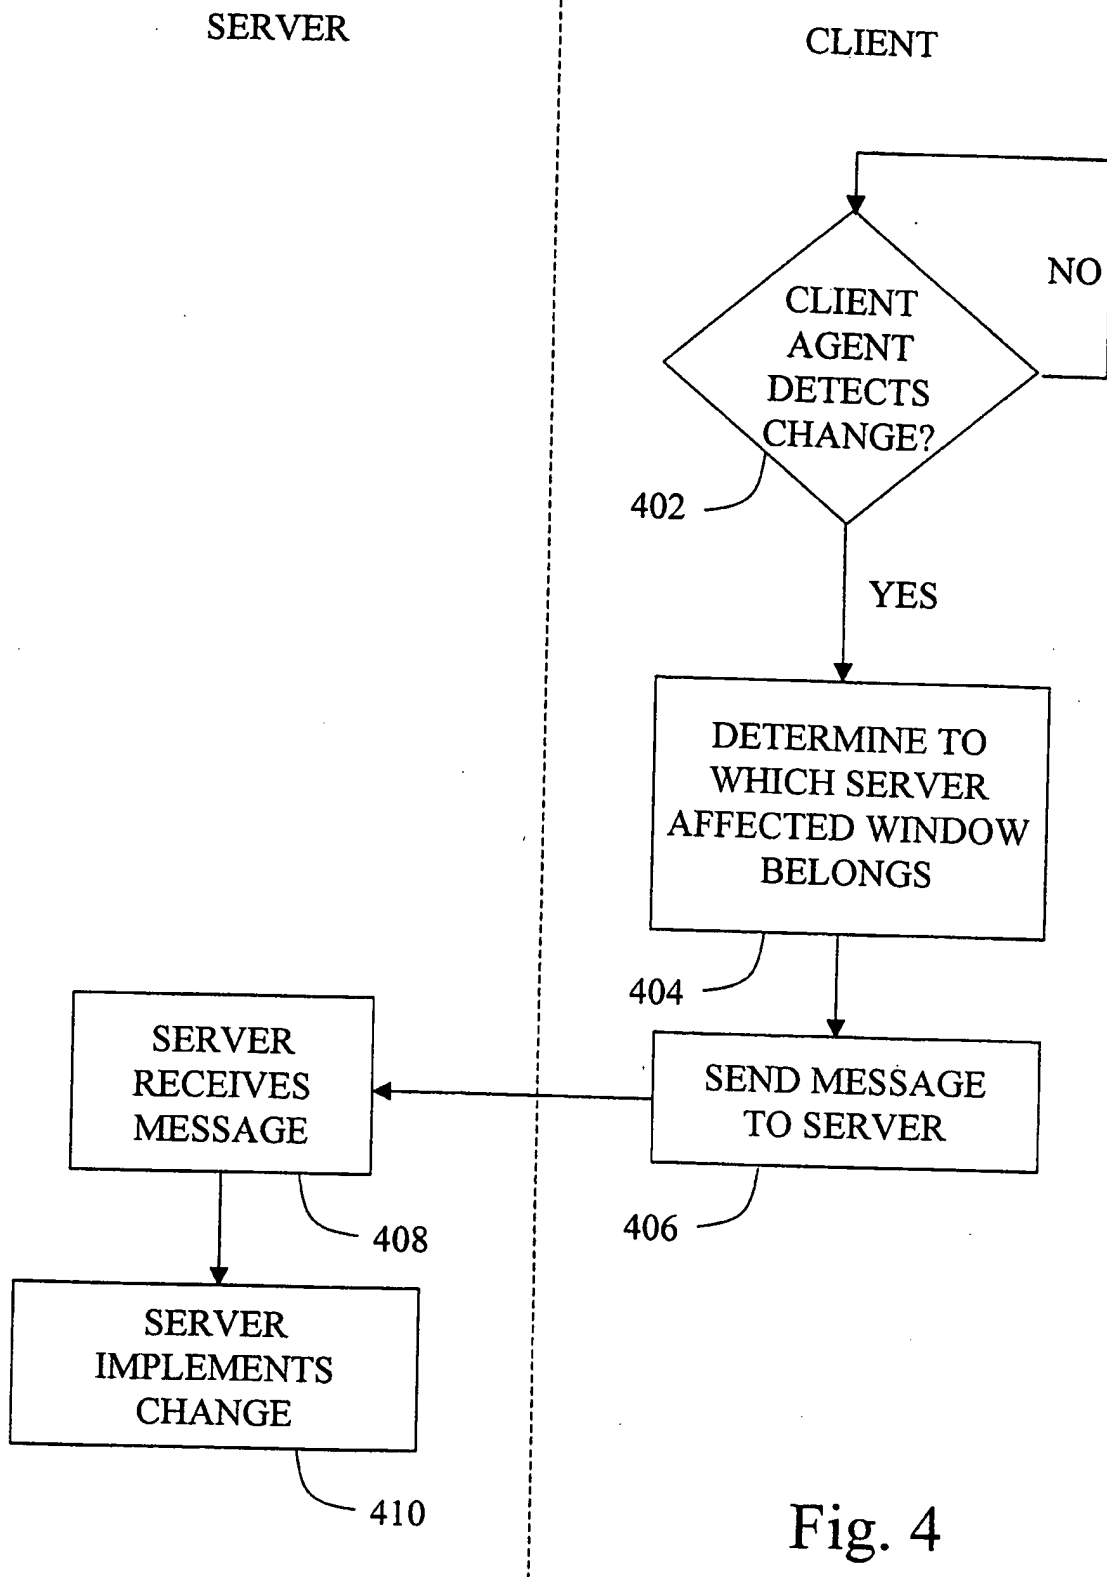 SERVER
CLIENT
NO
CLIENT
AGENT
DETECTS
CHANGE?
402
YES
DETERMINE TO
WHICH SERVER
AFFECTED WINDOW
BELONGS
404
SERVER
RECEIVES
MESSAGE
SEND MESSAGE
TO SERVER
406
408
SERVER
IMPLEMENTS
CHANGE
410
Fig. 4